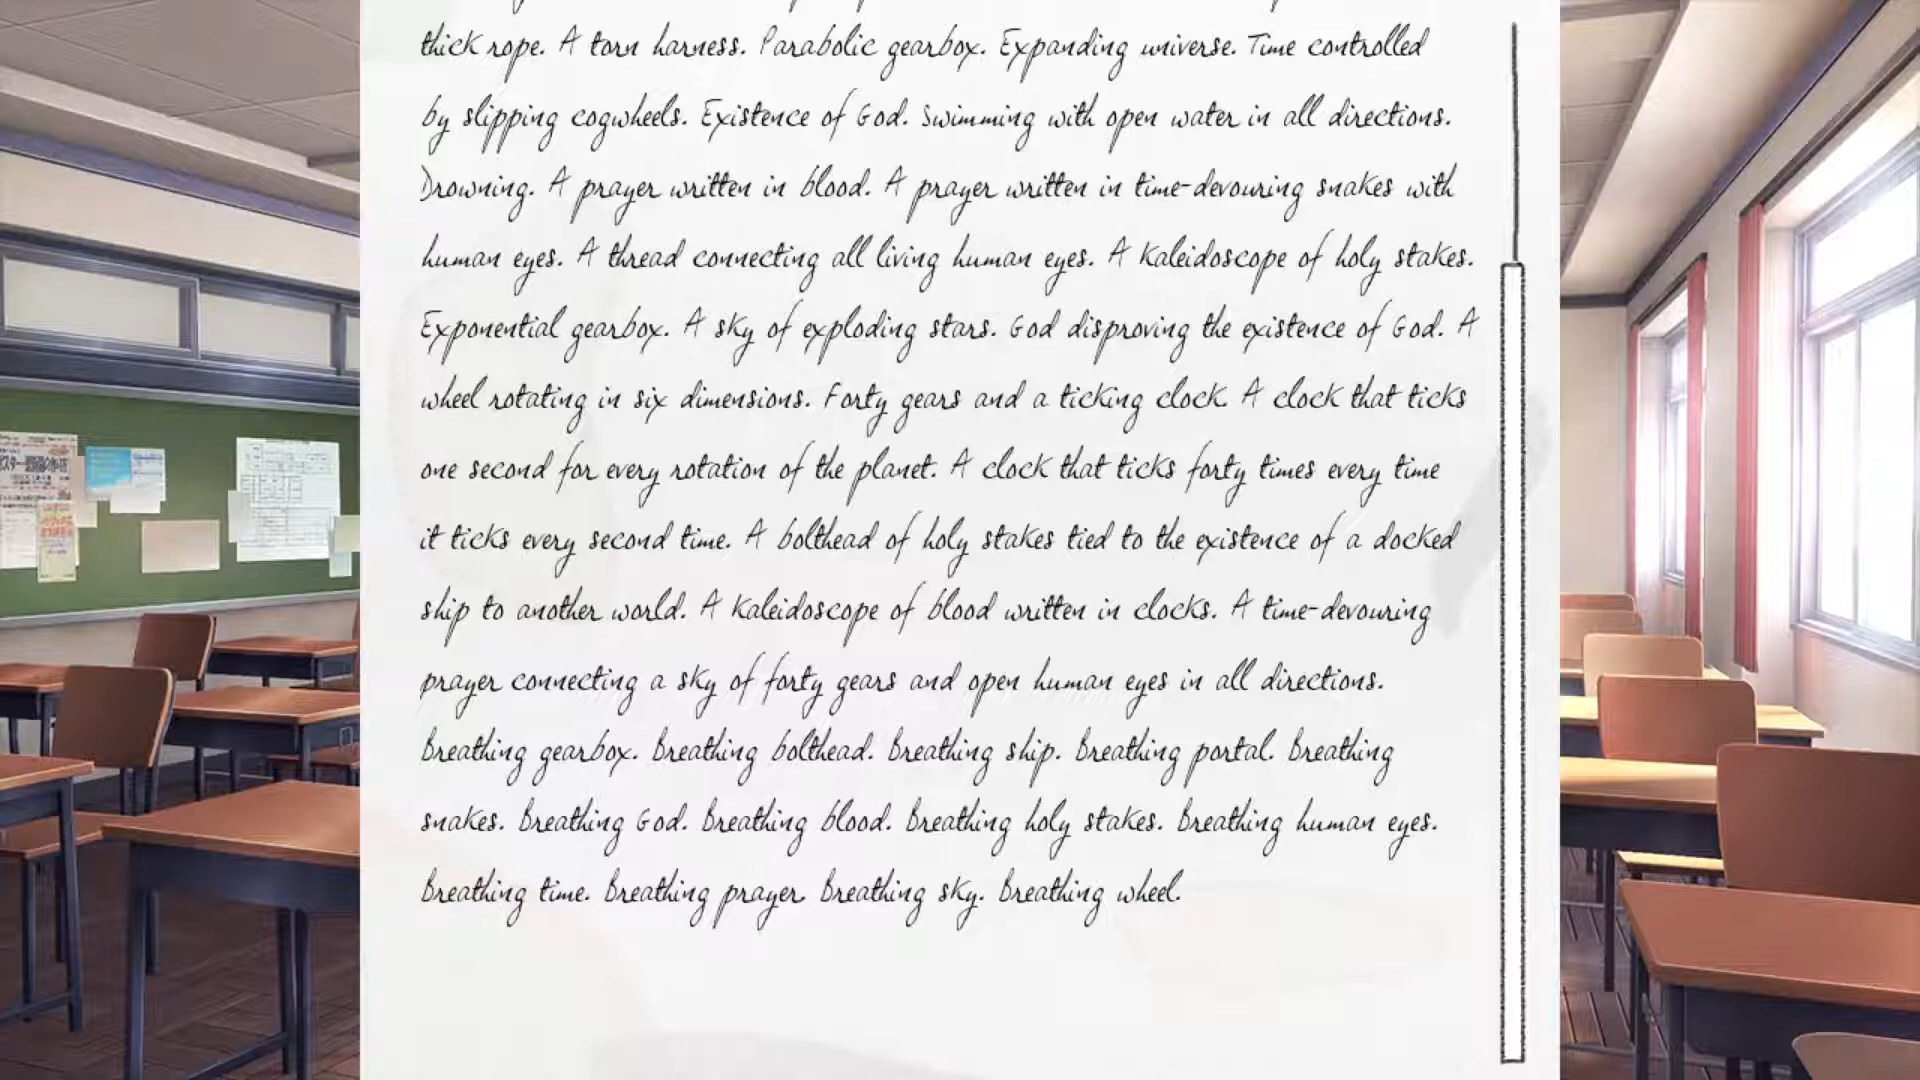 thick rope. A torn harness. Parabolic gearbox. Expanding universe. Time controlled
by slipping cogwheels. Existence of God. Swimming with open water in all directions.
Drowning. A prayer written in blood. A prayer written in time-devouring snakes with
human eyes. A thread connecting all living human eyes. A kaleidoscope of holy stakes.
Exponential gearbox. A sky of exploding stars. God disproving the existence of God. A
wheel rotating in six dimensions. Forty gears and a ticking clock. A clock that ticks
one second for every rotation of the planet. A clock that ticks forty times every time
it ticks every second time. A bolthead of holy stakes tied to the existence of a docked
ship to another world. A kaleidoscope of blood written in clocks. A time-devouring
prayer connecting a sky of forty gears and open human eyes in all directions.
Breathing gearbox. Breathing bolthead. Breathing ship. Breathing portal. Breathing
snakes. Breathing God. Breathing blood. Breathing holy stakes. Breathing human eyes.
Breathing time. Breathing prayer. Breathing sky. Breathing wheel.